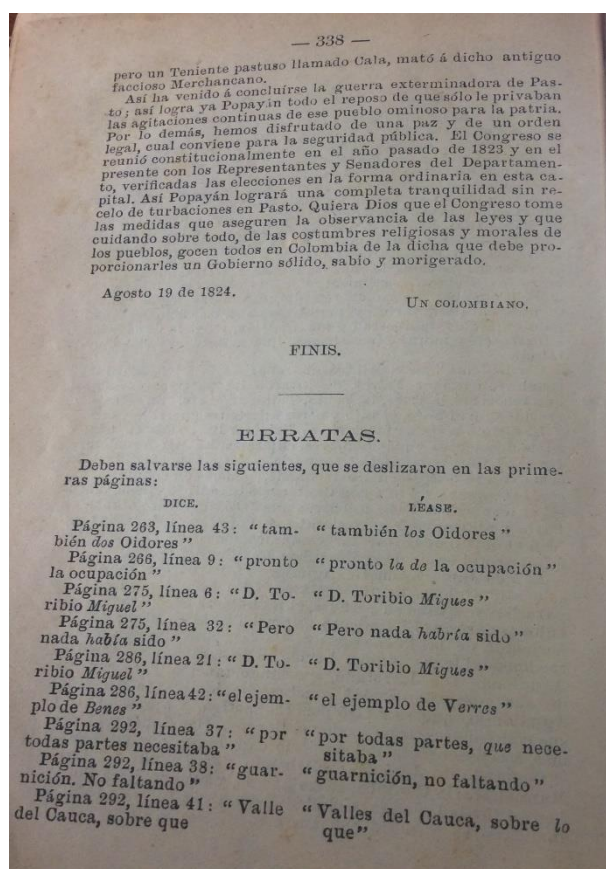 — 338 —
pero un Teniente pastuso llamado Cala, mató á dicho antiguo
faccioso Merchancano.
Así ha venido á concluírse la guerra exterminadora de Pas-
to; así logra ya Popayán todo el reposo de que sólo le privaban
las agitaciones continuas de ese pueblo ominoso para la patria.
Por lo demás, hemos disfrutado de una paz y de un orden
legal, cual conviene para la seguridad pública. El Congreso se
reunió constitucionalmente en el año pasado de 1823 y en el
presente con los Representantes y Senadores del Departamen-
to, verificadas las elecciones en la forma ordinaria en esta ca-
pital. Así Popayán logrará una completa tranquilidad sin re-
celo de turbaciones en Pasto. Quiera Dios que el Congreso tome
las medidas que aseguren la observancia de las leyes y que
cuidando sobre todo, de las costumbres religiosas y morales de
los pueblos, gocen todos en Colombia de la dicha que debe pro-
porcionarles un Gobierno sólido, sabio y morigerado.
Agosto 19 de 1824.
UN COLOMBIANO.
FINIS.
ERRATAS.
Deben salvarse las siguientes, que se deslizaron en las prime-
ras páginas:
DICE. LÉASE.
Página 263, línea 43: "tam- "también los Oidores"
bién dos Oidores"
Página 266, línea 9: "pronto "pronto la de la ocupación"
la ocupación"
Página 275, línea 6: "D. To- "D. Toribio Migues"
ribio Miguel"
Página 275, línea 32: "Pero "Pero nada habría sido"
nada había sido"
Página 286, línea 21: "D. To- "D. Toribio Migues"
ribio Miguel"
Página 286, línea 42: "el ejem- "el ejemplo de Verres"
plo de Benes"
Página 292, línea 37: "por "por todas partes, que nece-
todas partes necesitaba" sitaba"
Página 292, línea 38: "guar- "guarnición, no faltando"
nición. No faltando"
Página 292, línea 41: "Valle "Valles del Cauca, sobre lo
del Cauca, sobre que que"